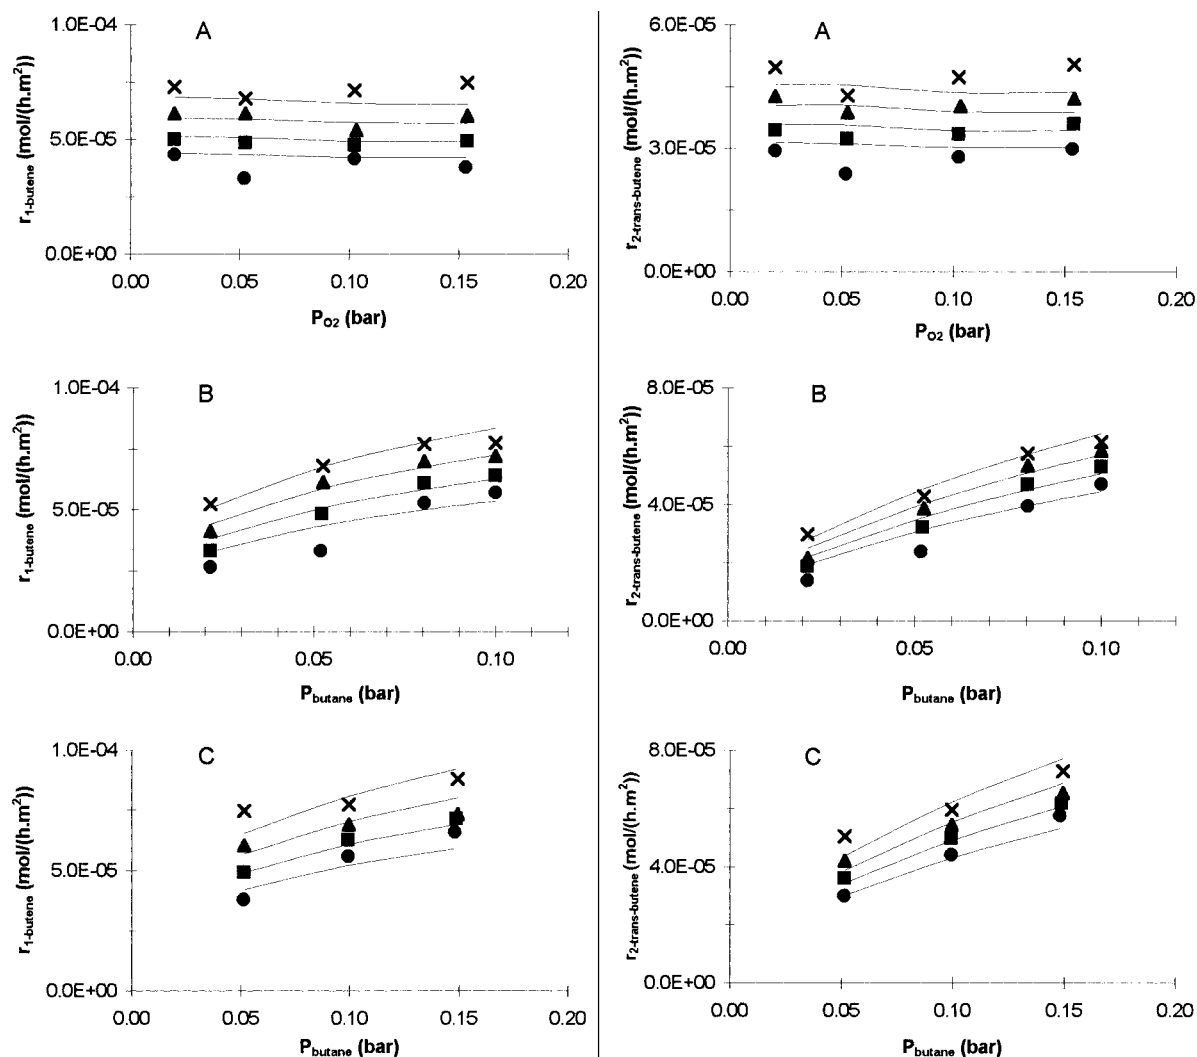 A
1.0E-04
5.0E-05
0.0E+00
r1-butene (mol/(h.m²))
0.00 0.05 0.10 0.15 0.20
PO2 (bar)
A
6.0E-05
3.0E-05
0.0E+00
r2-trans-butene (mol/(h.m²))
0.00 0.05 0.10 0.15 0.20
PO2 (bar)
B
1.0E-04
5.0E-05
0.0E+00
r1-butene (mol/(h.m²))
0.00 0.05 0.10
Pbutane (bar)
B
8.0E-05
4.0E-05
0.0E+00
r2-trans-butene (mol/(h.m²))
0.00 0.05 0.10
Pbutane (bar)
C
1.0E-04
5.0E-05
0.0E+00
r1-butene (mol/(h.m²))
0.00 0.05 0.10 0.15 0.20
Pbutane (bar)
C
8.0E-05
4.0E-05
0.0E+00
r2-trans-butene (mol/(h.m²))
0.00 0.05 0.10 0.15 0.20
Pbutane (bar)